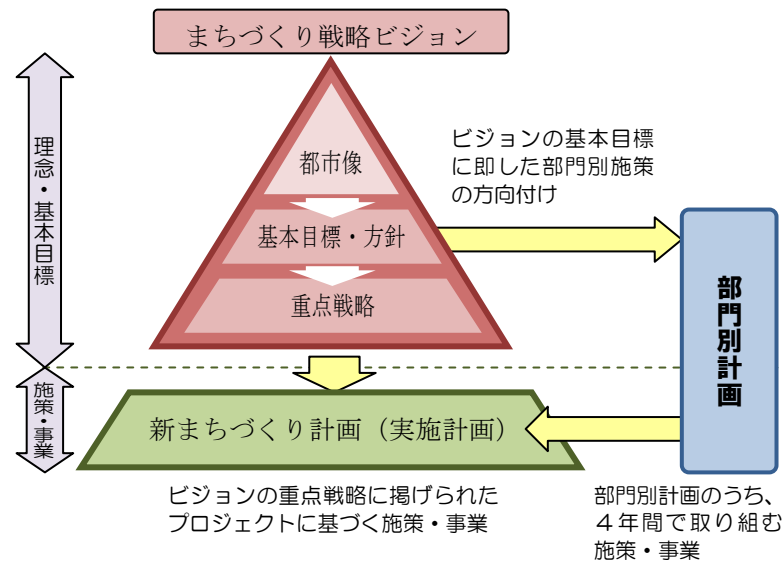 まちづくり戦略ビジョン
理念・基本目標
都市像
基本目標・方針
重点戦略
ビジョンの基本目標
に即した部門別施策
の方向付け
部門別計画
施策・事業
新まちづくり計画（実施計画）
ビジョンの重点戦略に掲げられた
プロジェクトに基づく施策・事業
部門別計画のうち、
４年間で取り組む
施策・事業